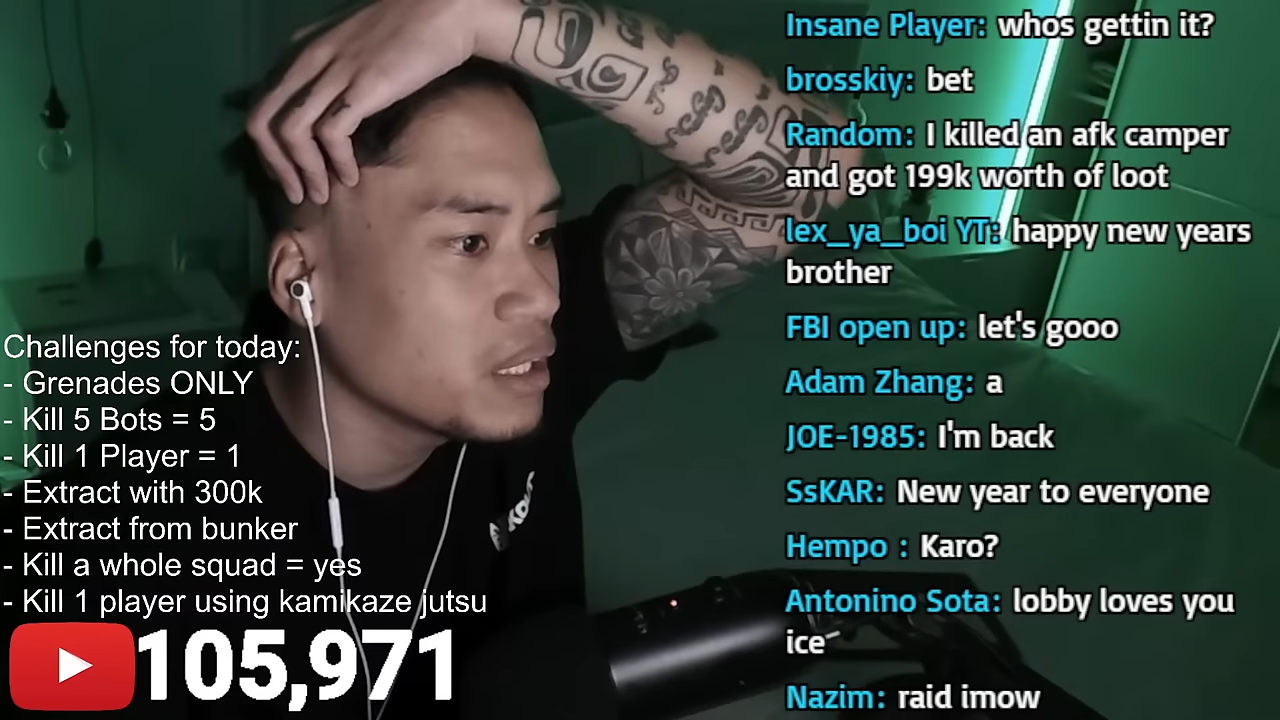 Challenges for today:
- Grenades ONLY
- Kill 5 Bots = 5
- Kill 1 Player = 1
- Extract with 300k
- Extract from bunker
- Kill a whole squad = yes
- Kill 1 player using kamikaze jutsu
105,971
Insane Player: whos gettin it?
brosskiy: bet
Random: I killed an afk camper
and got 199k worth of loot
lex_ya_boi YT: happy new years
brother
FBI open up: let's gooo
Adam Zhang: a
JOE-1985: I'm back
SsKAR: New year to everyone
Hempo : Karo?
Antonino Sota: lobby loves you
ice
Nazim: raid imow